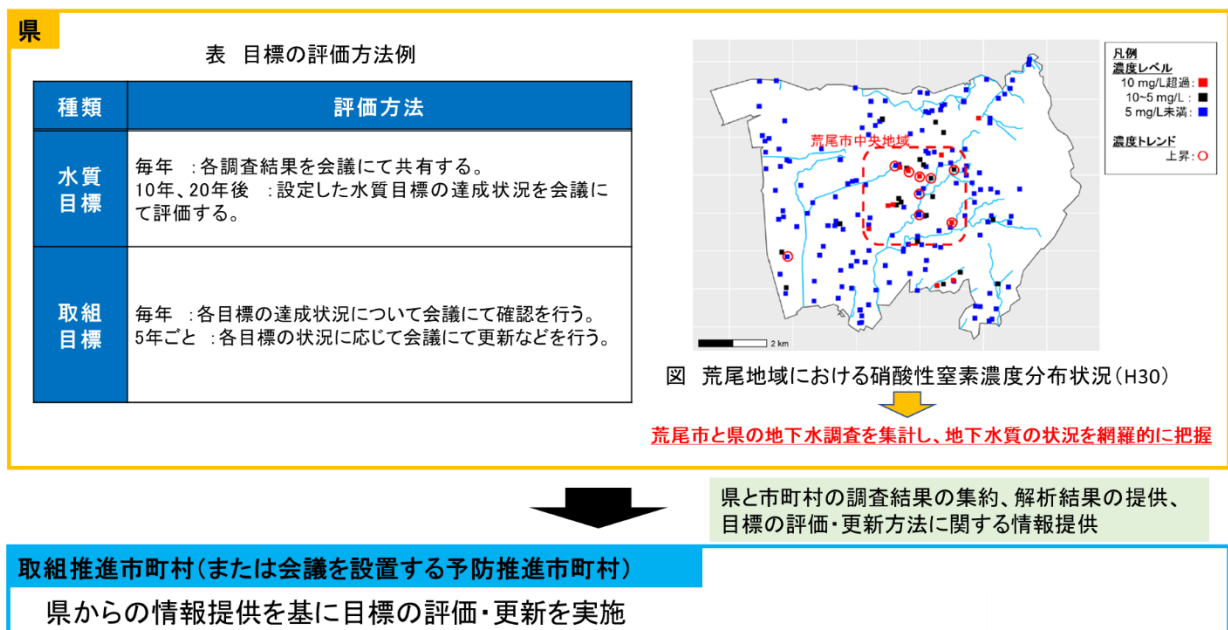 県
表 目標の評価方法例
種類 評価方法
水質
目標
毎年 :各調査結果を会議にて共有する。
10年、20年後 :設定した水質目標の達成状況を会議に
て評価する。
取組
目標
毎年 :各目標の達成状況について会議にて確認を行う。
5年ごと :各目標の状況に応じて会議にて更新などを行う。
荒尾市中央地域
2 km
凡例
濃度レベル
10 mg/L超過:
10~5 mg/L :
5 mg/L未満:
濃度トレンド
上昇:
図 荒尾地域における硝酸性窒素濃度分布状況(H30)
荒尾市と県の地下水調査を集計し、地下水質の状況を網羅的に把握
県と市町村の調査結果の集約、解析結果の提供、
目標の評価・更新方法に関する情報提供
取組推進市町村(または会議を設置する予防推進市町村)
県からの情報提供を基に目標の評価・更新を実施